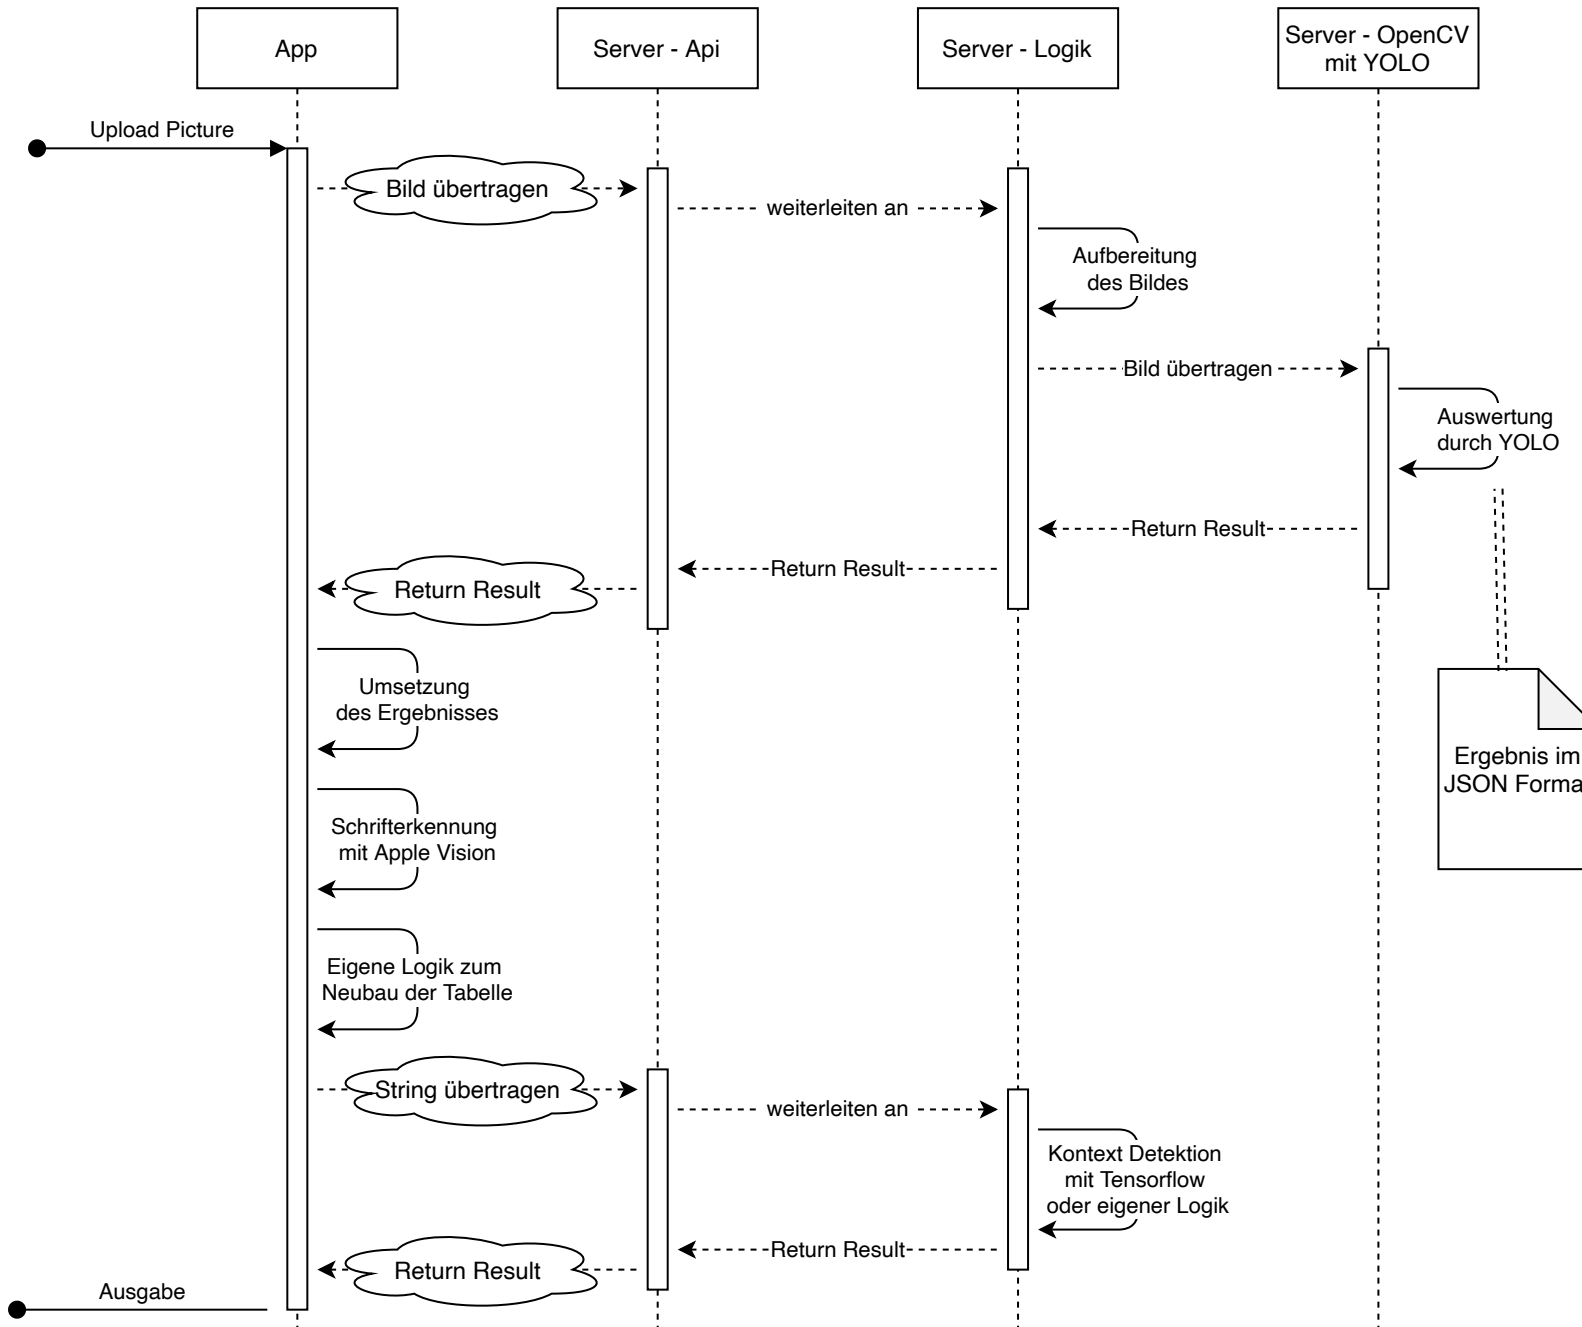 App
Server - Api
Server - Logik
Server - OpenCV
mit YOLO
Upload Picture
Bild übertragen
weiterleiten an
Aufbereitung
des Bildes
Bild übertragen
Auswertung
durch YOLO
Return Result
Return Result
Return Result
Umsetzung
des Ergebnisses
Ergebnis im
JSON Forma
Schrifterkennung
mit Apple Vision
Eigene Logik zum
Neubau der Tabelle
String übertragen
weiterleiten an
Kontext Detektion
mit Tensorflow
oder eigener Logik
Return Result
Return Result
Ausgabe